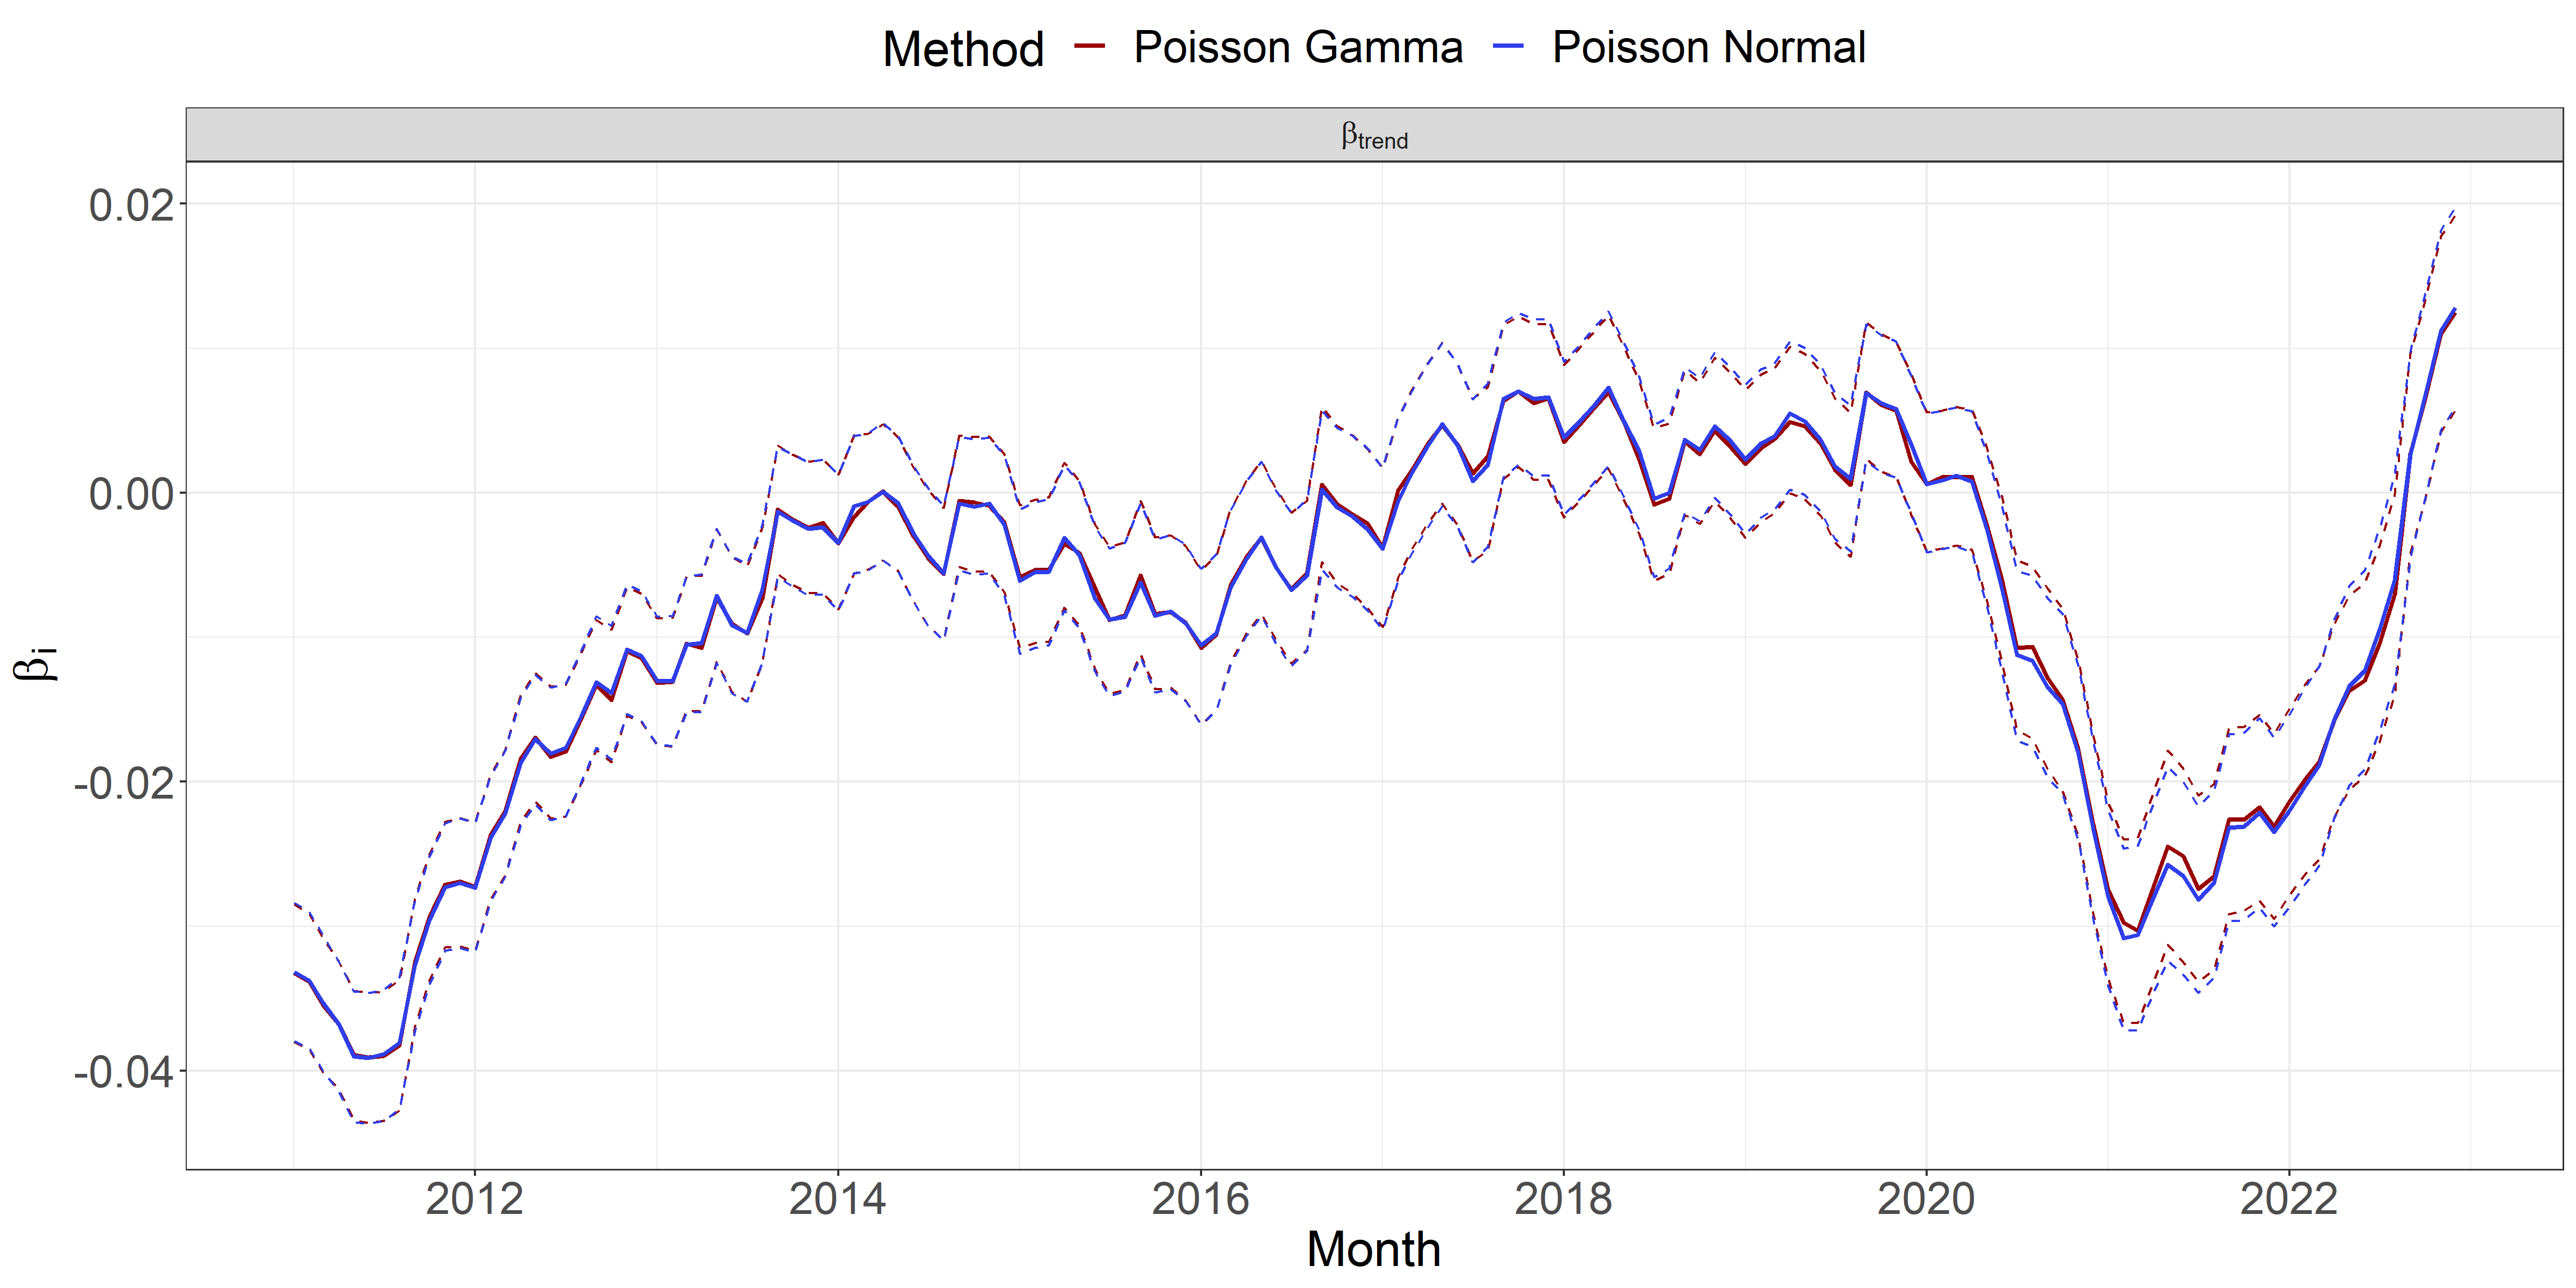 Method Poisson Gamma Poisson Normal
βtrend
0.02
0.00
-0.02
-0.04
βi
2012 2014 2016 2018 2020 2022
Month